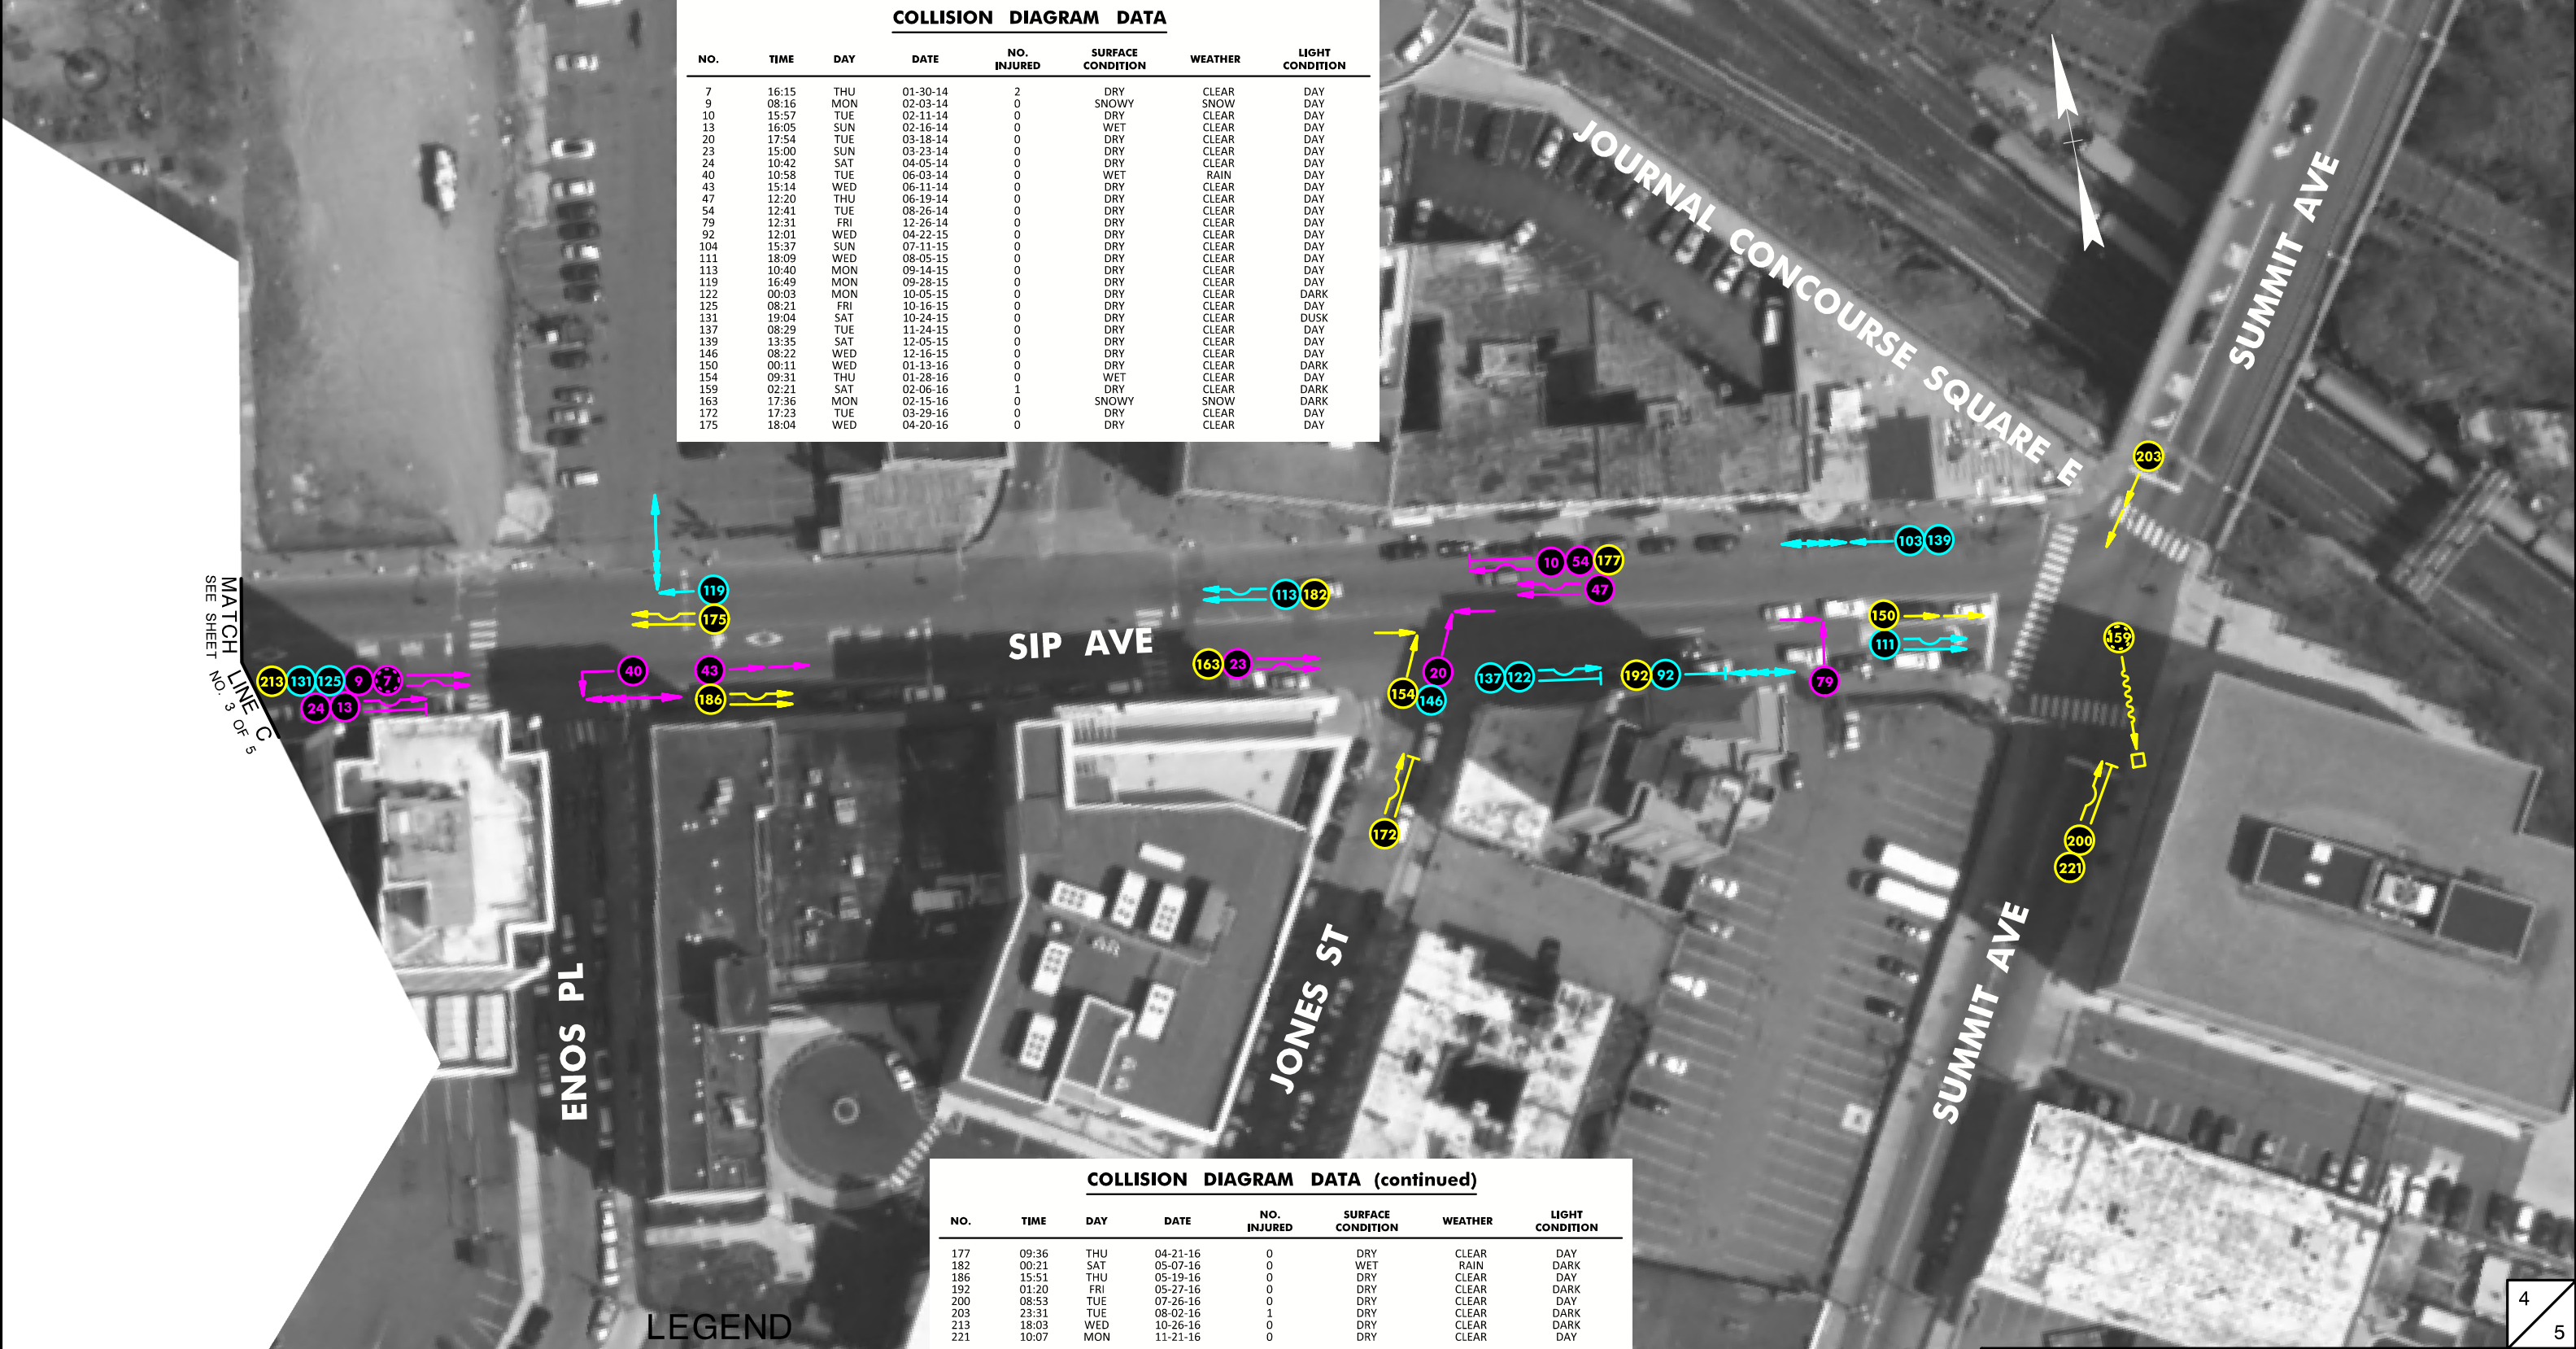 COLLISION DIAGRAM DATA
NO. TIME DAY DATE NO. INJURED SURFACE CONDITION WEATHER LIGHT CONDITION
7 16:15 THU 01-30-14 2 DRY CLEAR DAY
9 08:16 MON 02-03-14 0 SNOWY SNOW DAY
10 15:57 TUE 02-11-14 0 DRY CLEAR DAY
13 16:05 SUN 02-16-14 0 WET CLEAR DAY
20 17:54 TUE 03-18-14 0 DRY CLEAR DAY
23 15:00 SUN 03-23-14 0 DRY CLEAR DAY
24 10:42 SAT 04-05-14 0 DRY CLEAR DAY
40 10:58 TUE 06-03-14 0 WET RAIN DAY
43 15:14 WED 06-11-14 0 DRY CLEAR DAY
47 12:20 THU 06-19-14 0 DRY CLEAR DAY
54 12:41 TUE 08-26-14 0 DRY CLEAR DAY
79 12:31 FRI 12-26-14 0 DRY CLEAR DAY
92 12:01 WED 04-22-15 0 DRY CLEAR DAY
104 15:37 SUN 07-11-15 0 DRY CLEAR DAY
111 18:09 WED 08-05-15 0 DRY CLEAR DAY
113 10:40 MON 09-14-15 0 DRY CLEAR DAY
119 16:49 MON 09-28-15 0 DRY CLEAR DAY
122 00:03 MON 10-05-15 0 DRY CLEAR DARK
125 08:21 FRI 10-16-15 0 DRY CLEAR DAY
131 19:04 SAT 10-24-15 0 DRY CLEAR DUSK
137 08:29 TUE 11-24-15 0 DRY CLEAR DAY
139 13:35 SAT 12-05-15 0 DRY CLEAR DAY
146 08:22 WED 12-16-15 0 DRY CLEAR DAY
150 00:11 WED 01-13-16 0 DRY CLEAR DARK
154 09:31 THU 01-28-16 0 WET CLEAR DAY
159 02:21 SAT 02-06-16 1 DRY CLEAR DARK
163 17:36 MON 02-15-16 0 SNOWY SNOW DARK
172 17:23 TUE 03-29-16 0 DRY CLEAR DAY
175 18:04 WED 04-20-16 0 DRY CLEAR DAY
JOURNAL CONCOURSE SQUARE E
SUMMIT AVE
203
103 139
10 54 177
47
119
113 182
175
150
111
159
SIP AVE
MATCH LINE C
SEE SHEET NO. 3 OF 5
213 131 125 9 7
24 13
40
43
186
163 23
20
154
146
137 122
192 92
79
172
200
221
ENOS PL
JONES ST
SUMMIT AVE
COLLISION DIAGRAM DATA (continued)
NO. TIME DAY DATE NO. INJURED SURFACE CONDITION WEATHER LIGHT CONDITION
177 09:36 THU 04-21-16 0 DRY CLEAR DAY
182 00:21 SAT 05-07-16 0 WET RAIN DARK
186 15:51 THU 05-19-16 0 DRY CLEAR DAY
192 01:20 FRI 05-27-16 0 DRY CLEAR DARK
200 08:53 TUE 07-26-16 0 DRY CLEAR DAY
203 23:31 TUE 08-02-16 1 DRY CLEAR DARK
213 18:03 WED 10-26-16 0 DRY CLEAR DARK
221 10:07 MON 11-21-16 0 DRY CLEAR DAY
LEGEND
4
5